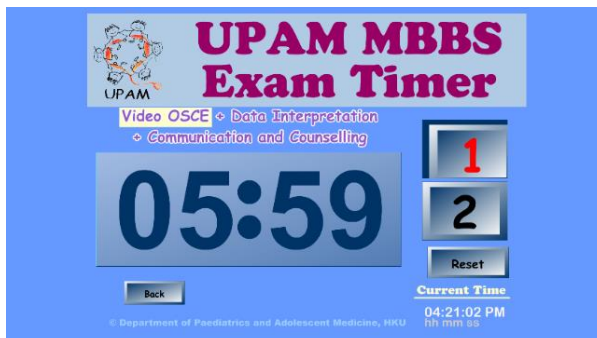 UPAM MBBS
Exam Timer
UPAM
Video OSCE + Data Interpretation
+ Communication and Counselling
05:59
1
2
Reset
Back
Current Time
04:21:02 PM
hh mm ss
© Department of Paediatrics and Adolescent Medicine, HKU